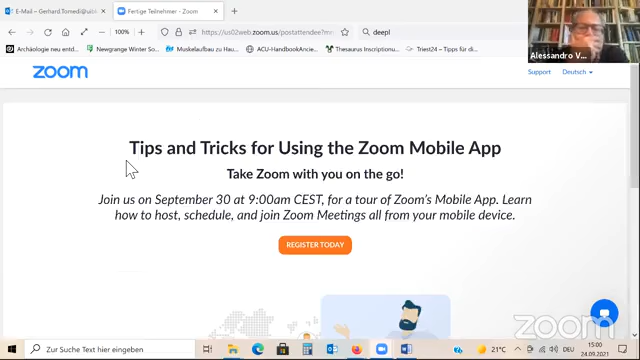 E-Mail – Gerhard.Tomedi@uibk
Fertige Teilnehmer - Zoom
100%
https://us02web.zoom.us/postattendee?mn
deepl
Archäologie neu entd
Newgrange Winter So
Muskelaufbau zu Hau
ACU-HandbookAncie
Thesaurus Inscription
Triest24 – Tipps für di
Alessandro V...
zoom
Support
Deutsch
Tips and Tricks for Using the Zoom Mobile App
Take Zoom with you on the go!
Join us on September 30 at 9:00am CEST, for a tour of Zoom's Mobile App. Learn
how to host, schedule, and join Zoom Meetings all from your mobile device.
REGISTER TODAY
zoom
Zur Suche Text hier eingeben
21°C
DEU
15:00
24.09.2021